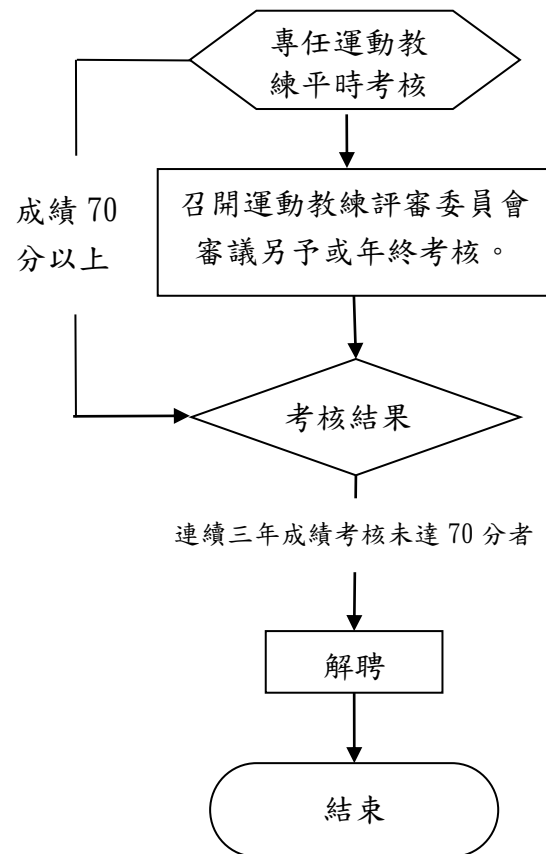 專任運動教
練平時考核
成績 70
分以上
召開運動教練評審委員會
審議另予或年終考核。
考核結果
連續三年成績考核未達 70 分者
解聘
結束